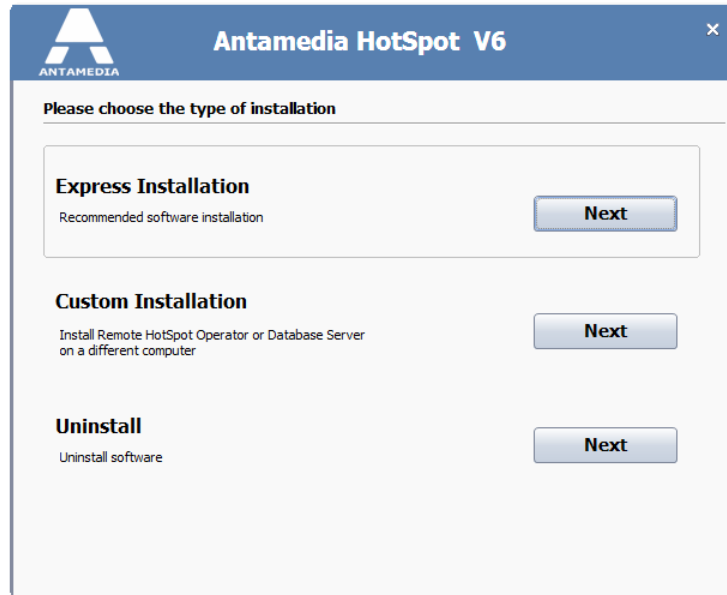 Antamedia HotSpot V6
ANTAMEDIA
Please choose the type of installation
Express Installation
Recommended software installation
Next
Custom Installation
Install Remote HotSpot Operator or Database Server
on a different computer
Next
Uninstall
Uninstall software
Next